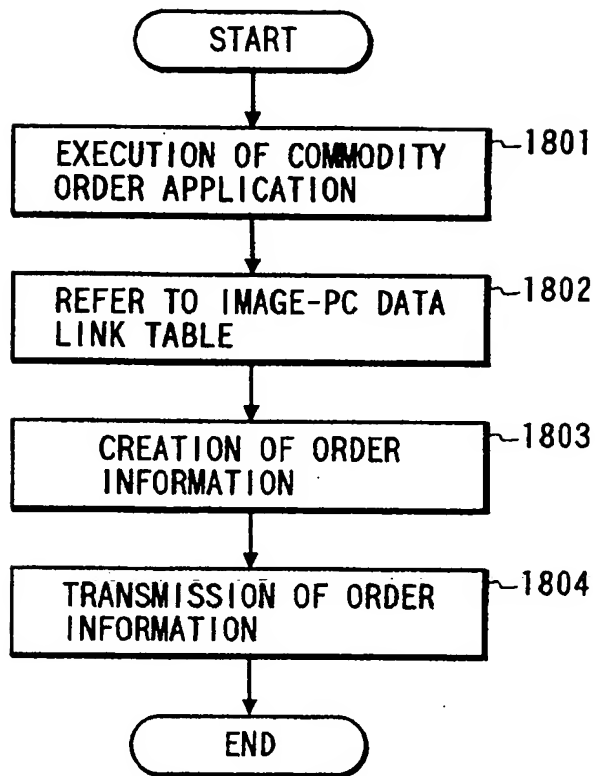 START
EXECUTION OF COMMODITY
ORDER APPLICATION
1801
REFER TO IMAGE-PC DATA
LINK TABLE
1802
CREATION OF ORDER
INFORMATION
1803
TRANSMISSION OF ORDER
INFORMATION
1804
END